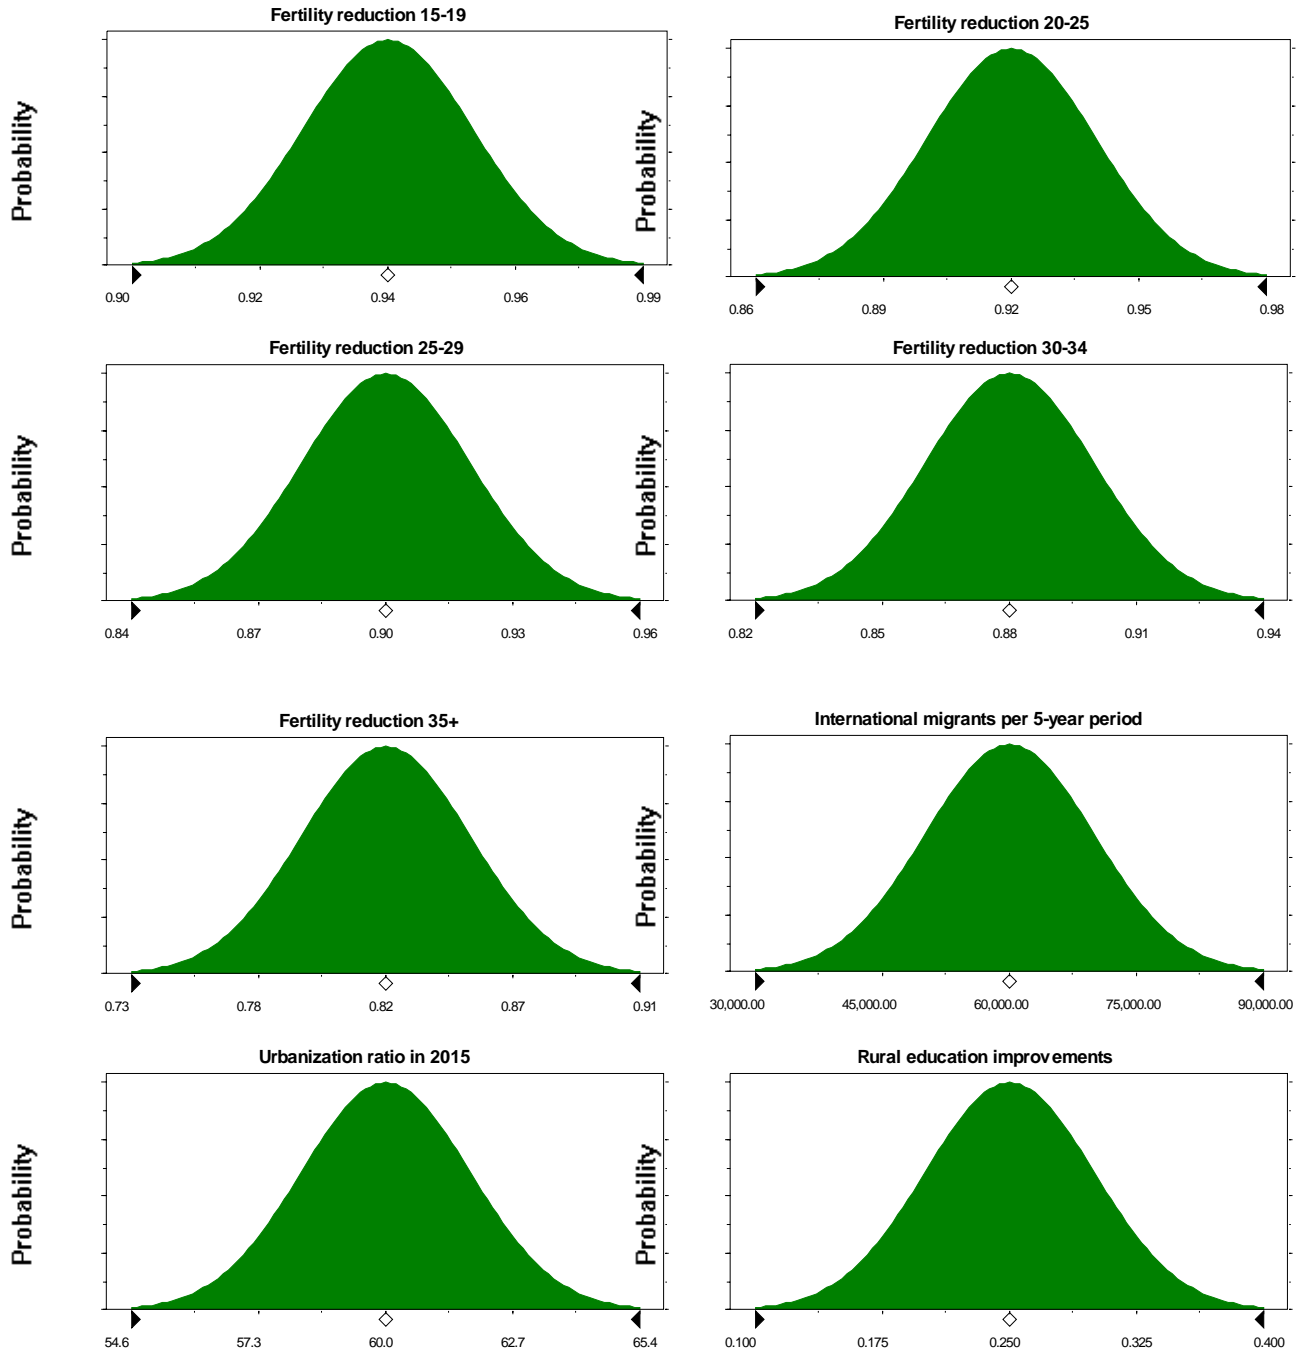 Fertility reduction 15-19
Probability
0.90 0.92 0.94 0.96 0.99
Fertility reduction 20-25
Probability
0.86 0.89 0.92 0.95 0.98
Fertility reduction 25-29
Probability
0.84 0.87 0.90 0.93 0.96
Fertility reduction 30-34
Probability
0.82 0.85 0.88 0.91 0.94
Fertility reduction 35+
Probability
0.73 0.78 0.82 0.87 0.91
International migrants per 5-year period
Probability
30,000.00 45,000.00 60,000.00 75,000.00 90,000.00
Urbanization ratio in 2015
Probability
54.6 57.3 60.0 62.7 65.4
Rural education improvements
Probability
0.100 0.175 0.250 0.325 0.400